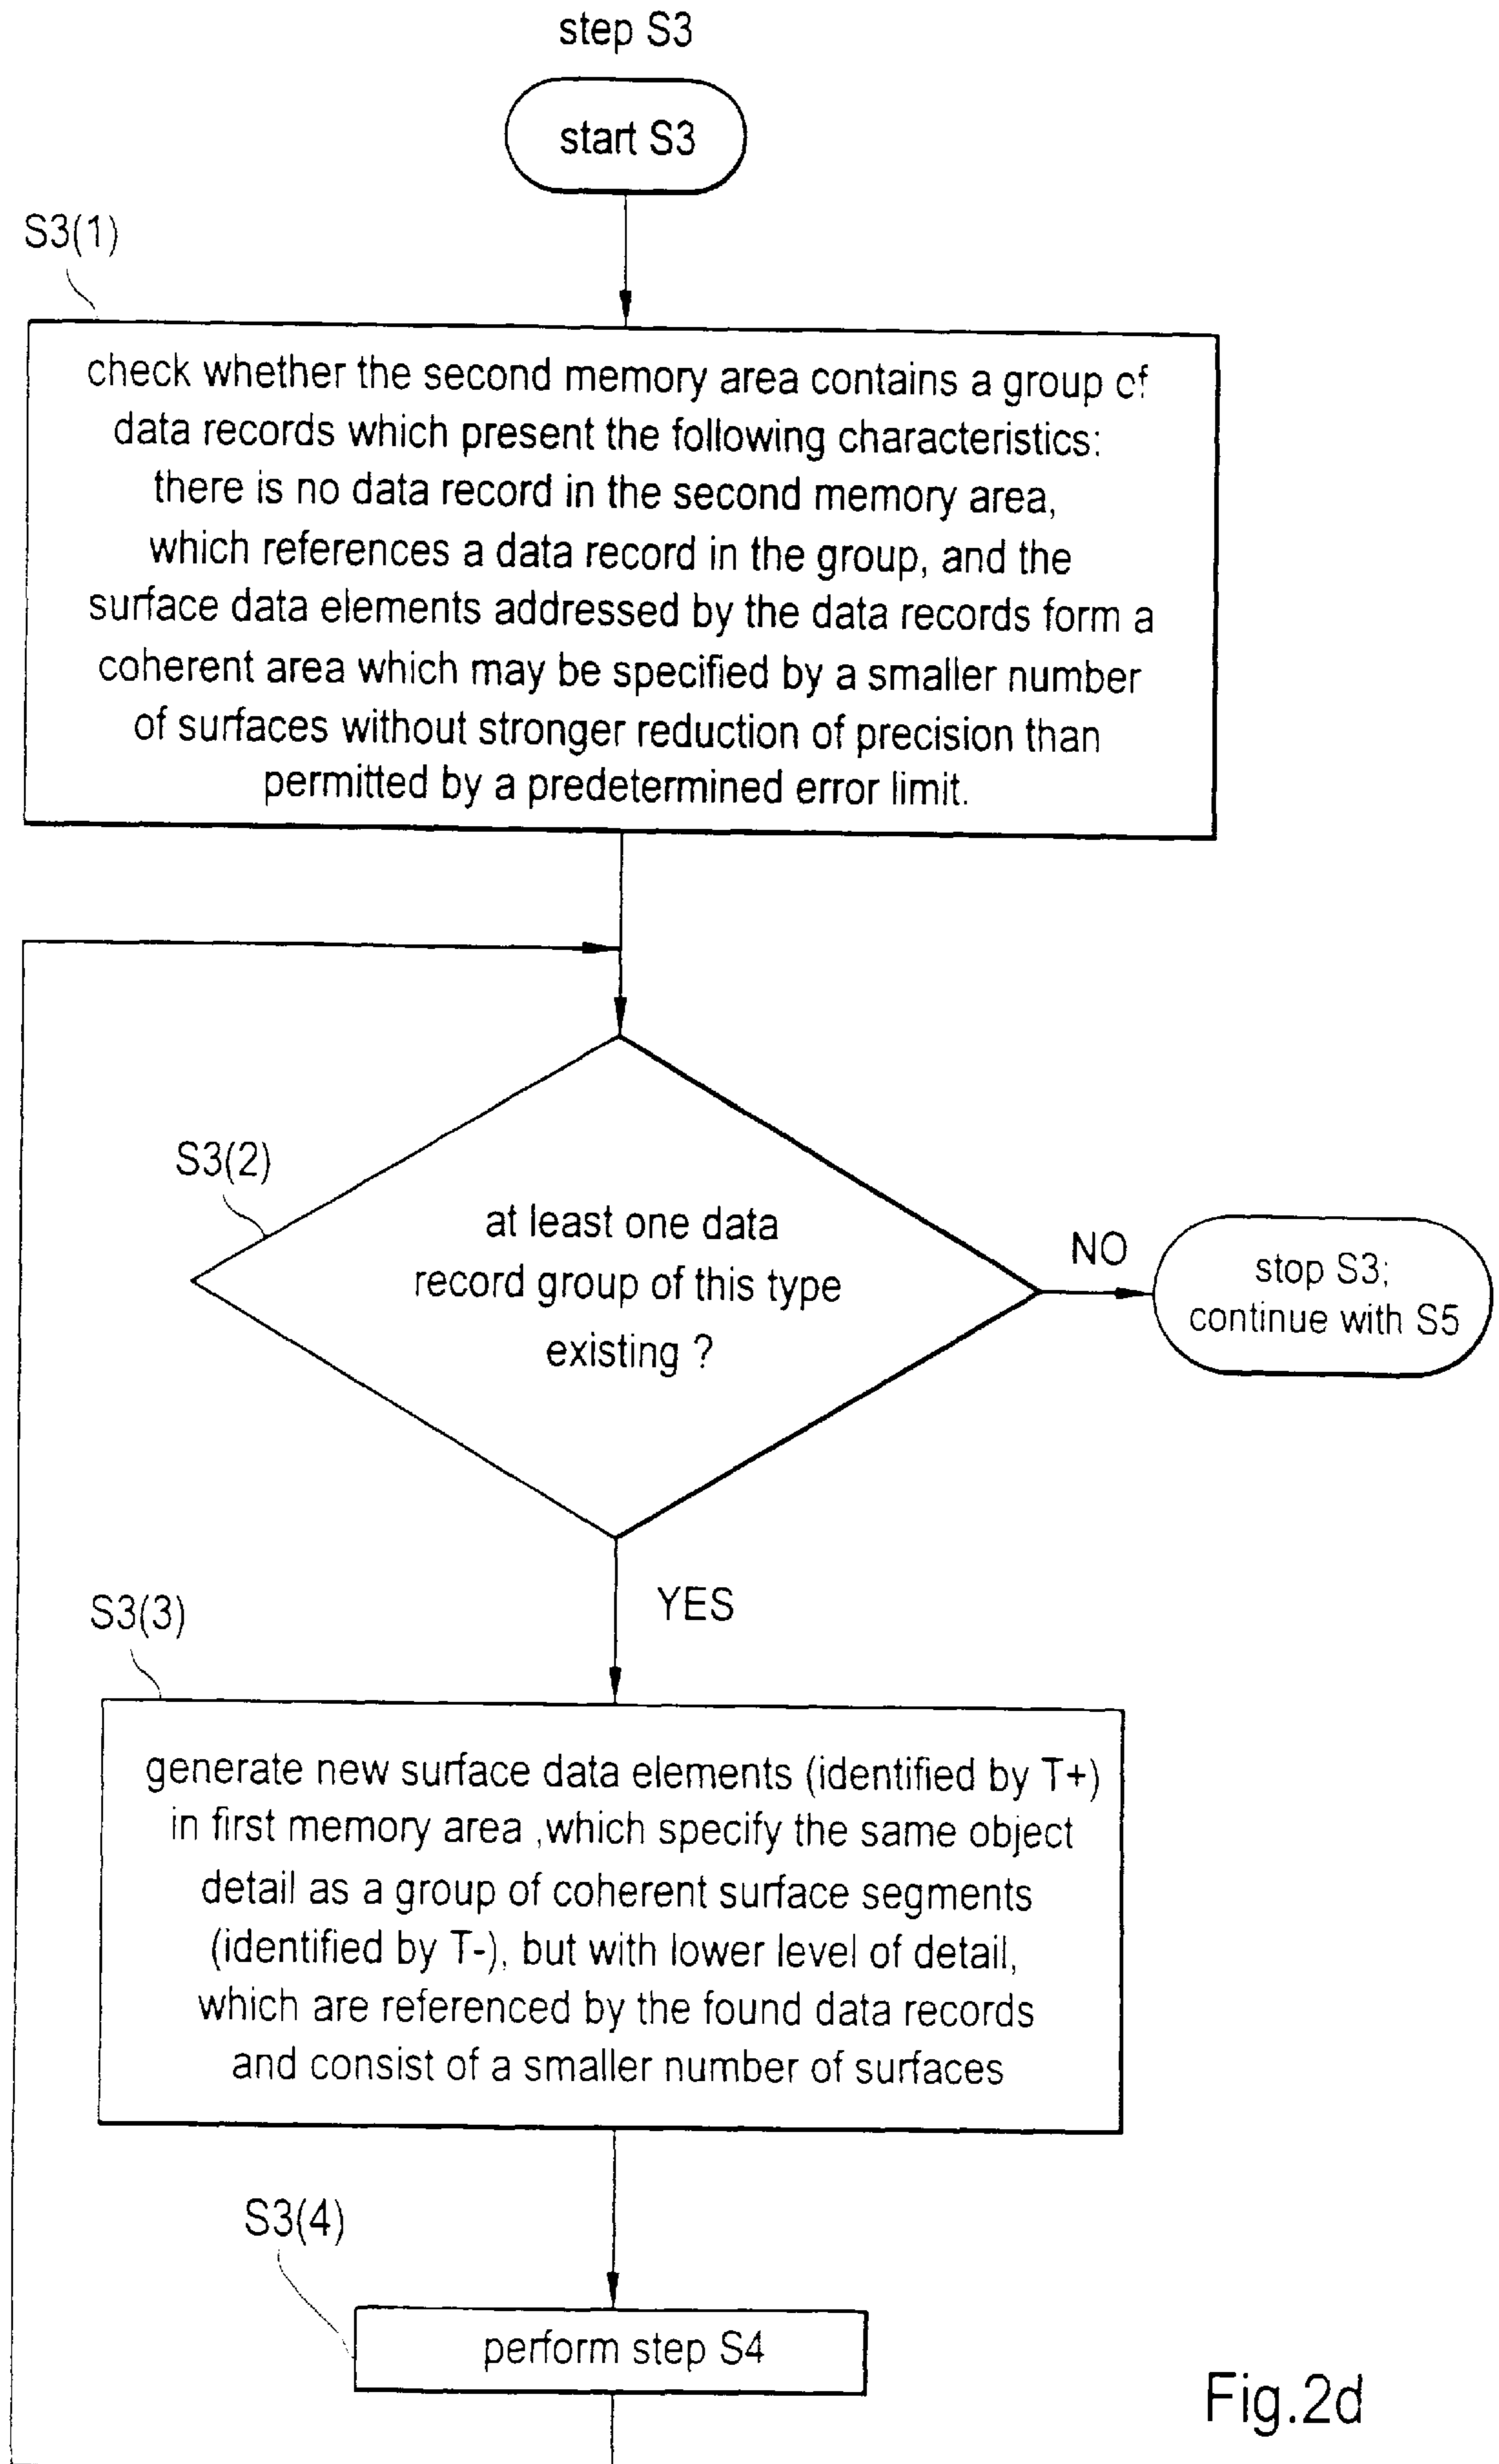 step S3
start S3
S3(1)
check whether the second memory area contains a group of
data records which present the following characteristics:
there is no data record in the second memory area,
which references a data record in the group, and the
surface data elements addressed by the data records form a
coherent area which may be specified by a smaller number
of surfaces without stronger reduction of precision than
permitted by a predetermined error limit.
S3(2)
at least one data
record group of this type
existing ?
NO
stop S3;
continue with S5
YES
S3(3)
generate new surface data elements (identified by T+)
in first memory area ,which specify the same object
detail as a group of coherent surface segments
(identified by T-), but with lower level of detail,
which are referenced by the found data records
and consist of a smaller number of surfaces
S3(4)
perform step S4
Fig.2d